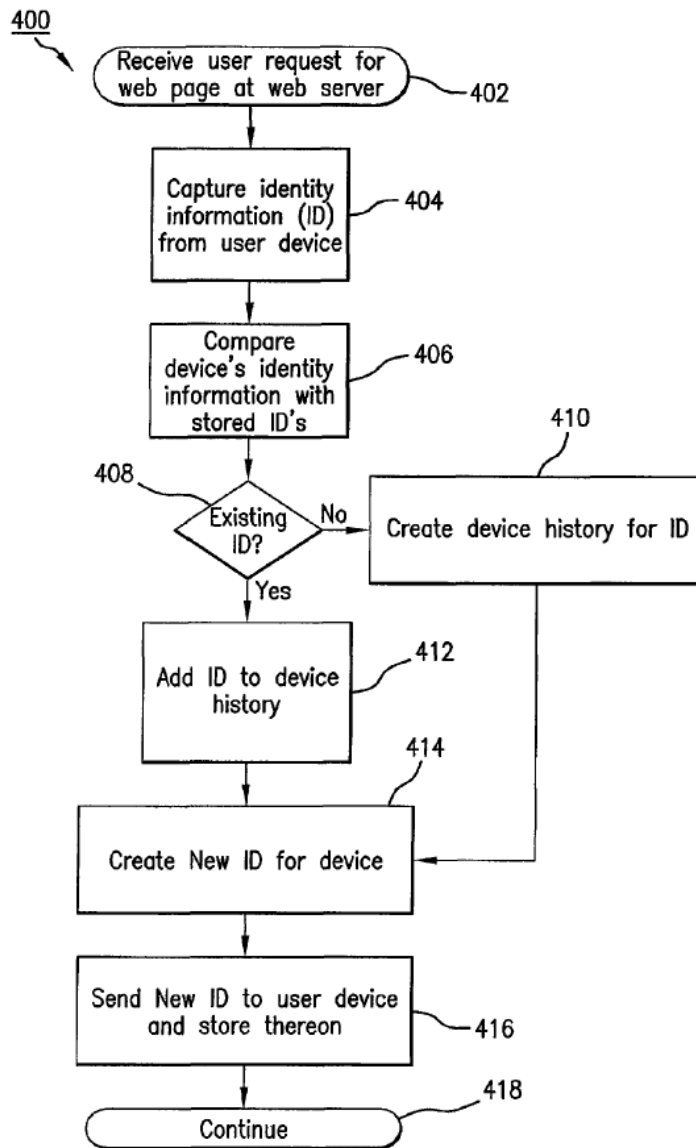 400
Receive user request for
web page at web server
402
Capture identity
information (ID)
from user device
404
Compare
device's identity
information with
stored ID's
406
408
Existing
ID?
No
Yes
410
Create device history for ID
Add ID to device
history
412
414
Create New ID for device
Send New ID to user device
and store thereon
416
Continue
418